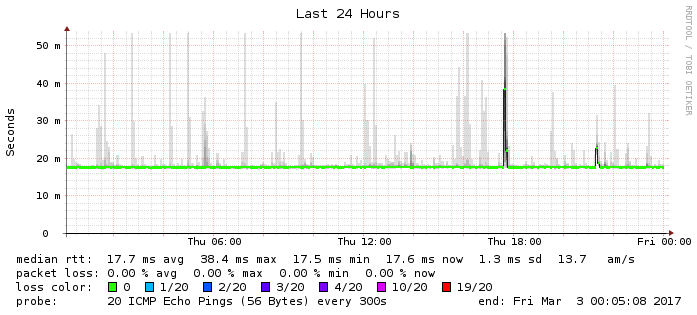 Last 24 Hours
RRDTOOL / TOBI OETIKER
Seconds
50 m
40 m
30 m
20 m
10 m
0
Thu 06:00 Thu 12:00 Thu 18:00 Fri 00:00
median rtt: 17.7 ms avg 38.4 ms max 17.5 ms min 17.6 ms now 1.3 ms sd 13.7 am/s
packet loss: 0.00 % avg 0.00 % max 0.00 % min 0.00 % now
loss color: 0 1/20 2/20 3/20 4/20 10/20 19/20
probe: 20 ICMP Echo Pings (56 Bytes) every 300s end: Fri Mar 3 00:05:08 2017